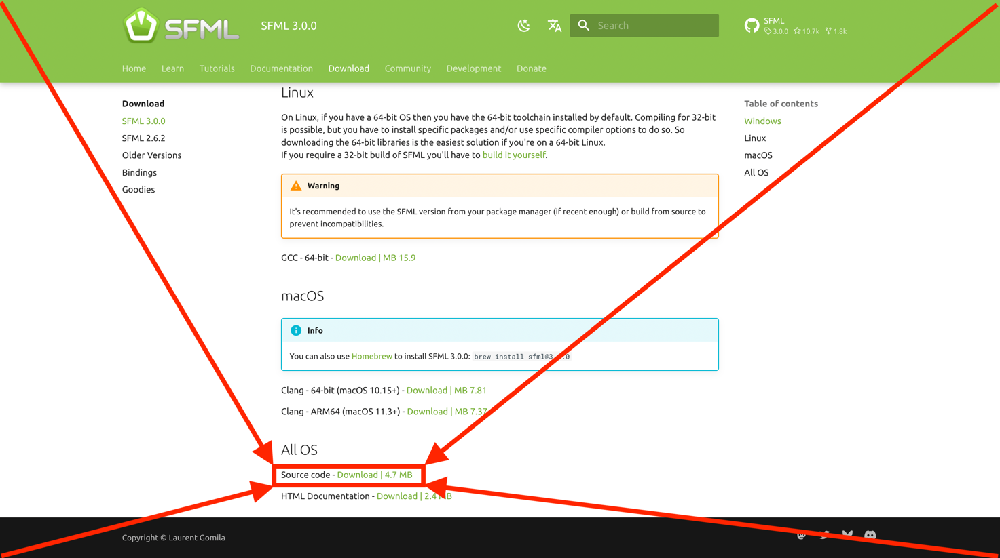 SFML
SFML 3.0.0
Search
SFML
3.0.0 10.7k 1.8k
Home Learn Tutorials Documentation Download Community Development Donate
Download
SFML 3.0.0
SFML 2.6.2
Older Versions
Bindings
Goodies
Linux
On Linux, if you have a 64-bit OS then you have the 64-bit toolchain installed by default. Compiling for 32-bit
is possible, but you have to install specific packages and/or use specific compiler options to do so. So
downloading the 64-bit libraries is the easiest solution if you're on a 64-bit Linux.
If you require a 32-bit build of SFML you'll have to build it yourself.
Warning
It's recommended to use the SFML version from your package manager (if recent enough) or build from source to
prevent incompatibilities.
GCC - 64-bit - Download | MB 15.9
macOS
Info
You can also use Homebrew to install SFML 3.0.0: brew install sfml@3 .0
Clang - 64-bit (macOS 10.15+) - Download | MB 7.81
Clang - ARM64 (macOS 11.3+) - Download | MB 7.37
All OS
Source code - Download | 4.7 MB
HTML Documentation - Download | 2.4 MB
Table of contents
Windows
Linux
macOS
All OS
Copyright © Laurent Gomila